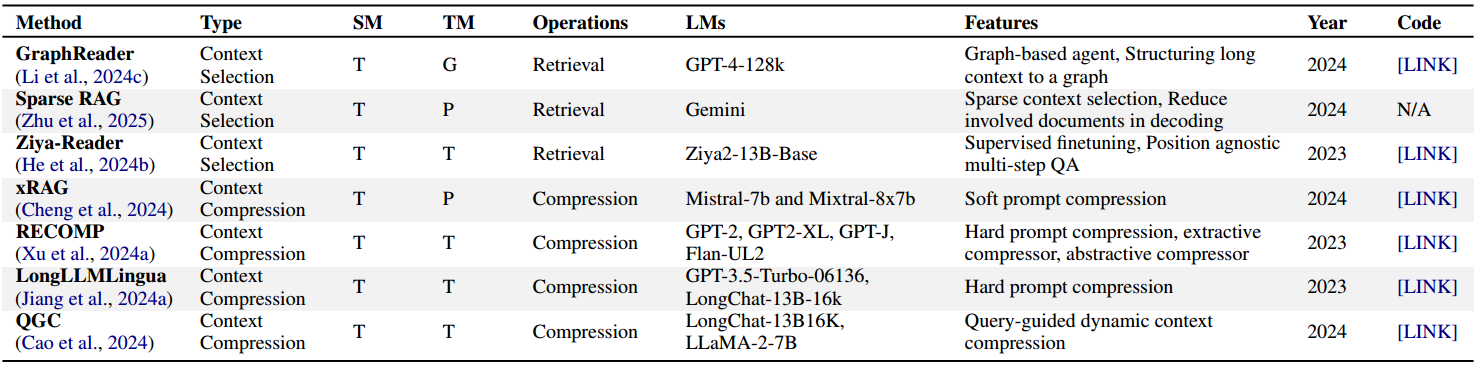 Method Type SM TM Operations LMs Features Year Code
GraphReader Context Graph-based agent, Structuring long
(Li et al., 2024c) Selection T G Retrieval GPT-4-128k context to a graph 2024 [LINK]
Sparse RAG Context Sparse context selection, Reduce
(Zhu et al., 2025) Selection T P Retrieval Gemini involved documents in decoding 2024 N/A
Ziya-Reader Context Supervised finetuning, Position agnostic
(He et al., 2024b) Selection T T Retrieval Ziya2-13B-Base multi-step QA 2023 [LINK]
xRAG Context
(Cheng et al., 2024) Compression T P Compression Mistral-7b and Mixtral-8x7b Soft prompt compression 2024 [LINK]
RECOMP Context GPT-2, GPT2-XL, GPT-J, Hard prompt compression, extractive
(Xu et al., 2024a) Compression T T Compression Flan-UL2 compressor, abstractive compressor 2023 [LINK]
LongLLMLingua Context GPT-3.5-Turbo-06136,
(Jiang et al., 2024a) Compression T T Compression LongChat-13B-16k Hard prompt compression 2023 [LINK]
QGC Context LongChat-13B16K, Query-guided dynamic context
(Cao et al., 2024) Compression T T Compression LLaMA-2-7B compression 2024 [LINK]